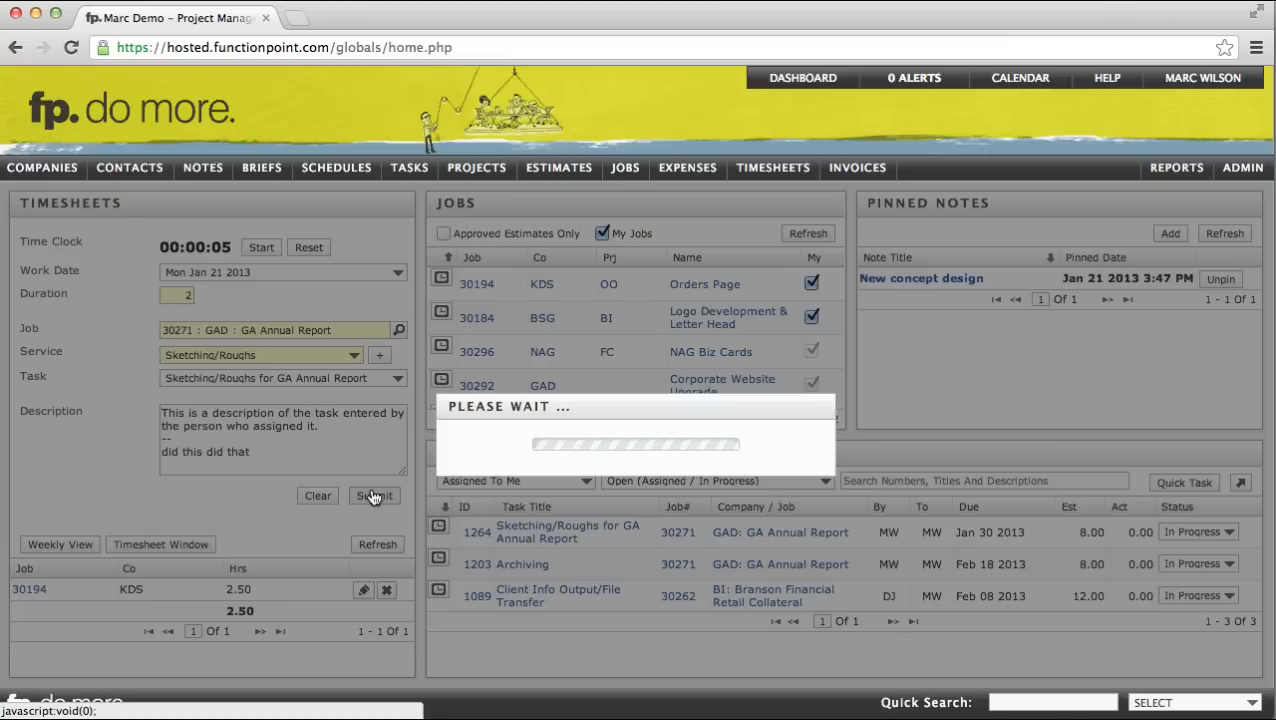 fp. Marc Demo – Project Manag
https://hosted.functionpoint.com/globals/home.php
DASHBOARD 0 ALERTS CALENDAR HELP MARC WILSON
fp. do more.
COMPANIES CONTACTS NOTES BRIEFS SCHEDULES TASKS PROJECTS ESTIMATES JOBS EXPENSES TIMESHEETS INVOICES REPORTS ADMIN
TIMESHEETS
Time Clock 00:00:05 Start Reset
Work Date Mon Jan 21 2013
Duration 2
Job 30271 : GAD : GA Annual Report
Service Sketching/Roughs +
Task Sketching/Roughs for GA Annual Report
Description This is a description of the task entered by
the person who assigned it.
--
did this did that
Clear Submit
Weekly View Timesheet Window Refresh
Job Co Hrs
30194 KDS 2.50
2.50
1 Of 1 1 - 1 Of 1
JOBS
Approved Estimates Only My Jobs Refresh
Job Co Prj Name My
30194 KDS OO Orders Page
30184 BSG BI Logo Development &
Letter Head
30296 NAG FC NAG Biz Cards
30292 GAD Corporate Website
Upgrade
PINNED NOTES
Add Refresh
Note Title Pinned Date
New concept design Jan 21 2013 3:47 PM Unpin
1 Of 1 1 - 1 Of 1
PLEASE WAIT ...
Assigned To Me Open (Assigned / In Progress) Search Numbers, Titles And Descriptions Quick Task
ID Task Title Job# Company / Job By To Due Est Act Status
1264 Sketching/Roughs for GA
Annual Report 30271 GAD: GA Annual Report MW MW Jan 30 2013 8.00 0.00 In Progress
1203 Archiving 30271 GAD: GA Annual Report MW MW Feb 18 2013 8.00 0.00 In Progress
1089 Client Info Output/File
Transfer 30262 BI: Branson Financial
Retail Collateral DJ MW Feb 08 2013 12.00 0.00 In Progress
1 Of 1 1 - 3 Of 3
fp. do more.
Quick Search: SELECT
javascript:void(0);